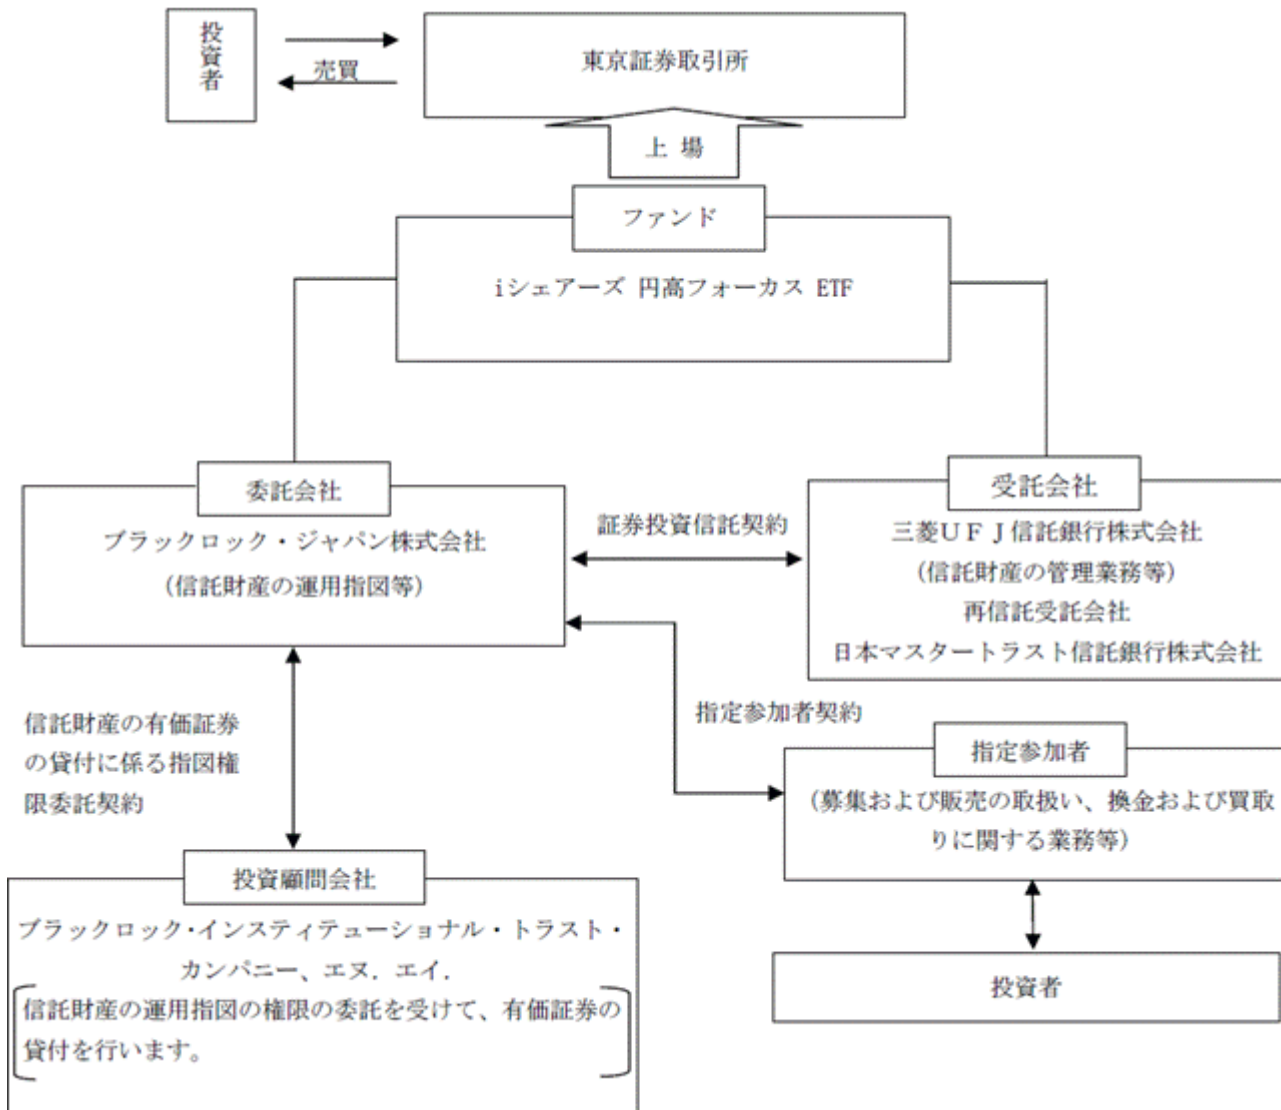 投資者
売買
東京証券取引所
上 場
ファンド
iシェアーズ 円高フォーカス ETF
委託会社
ブラックロック・ジャパン株式会社
(信託財産の運用指図等)
証券投資信託契約
受託会社
三菱ＵＦＪ信託銀行株式会社
(信託財産の管理業務等)
再信託受託会社
日本マスタートラスト信託銀行株式会社
信託財産の有価証券
の貸付に係る指図権
限委託契約
指定参加者契約
指定参加者
(募集および販売の取扱い、換金および買取
りに関する業務等)
投資顧問会社
ブラックロック・インスティテューショナル・トラスト・
カンパニー、エヌ．エイ．
信託財産の運用指図の権限の委託を受けて、有価証券の
貸付を行います。
投資者